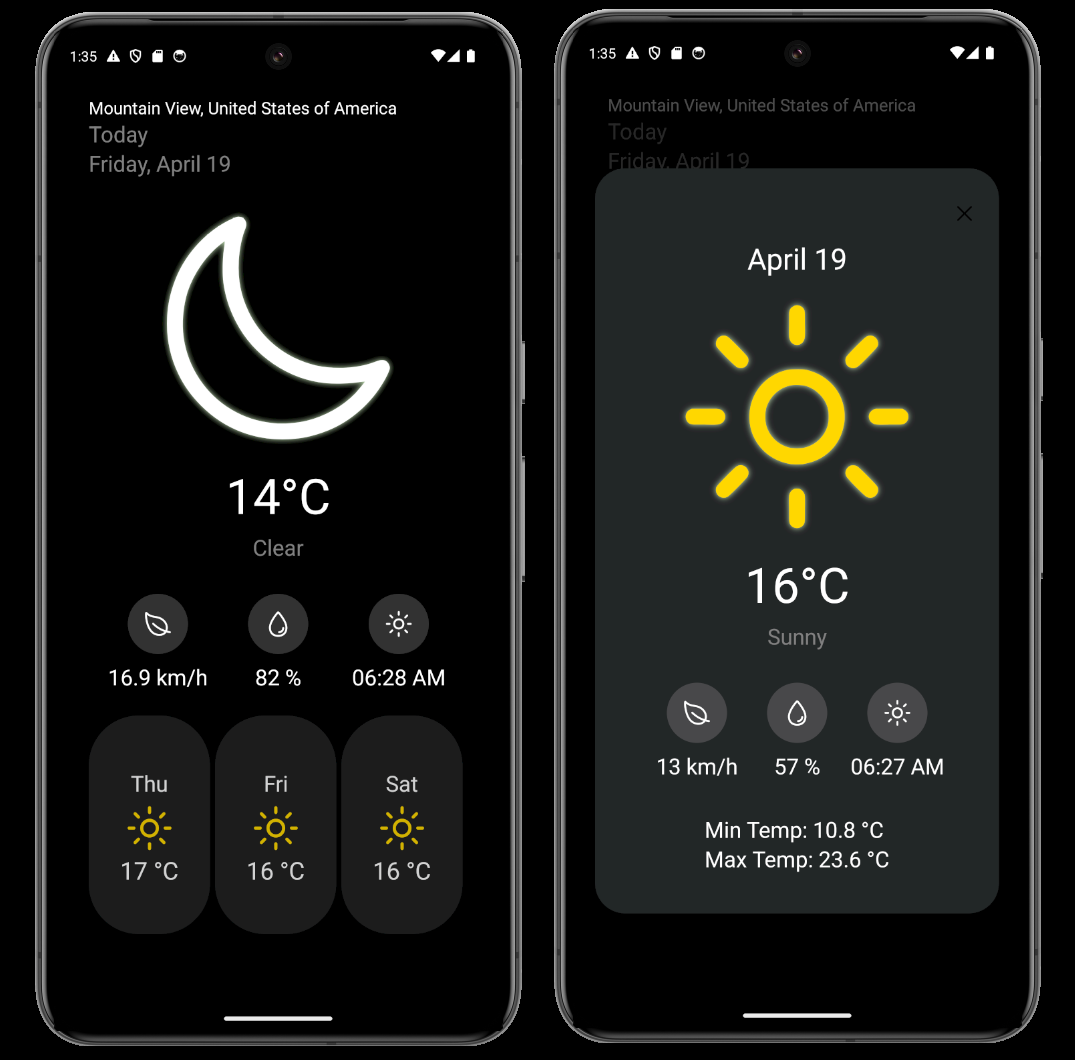 1:35
Mountain View, United States of America
Today
Friday, April 19
14°C
Clear
16.9 km/h 82 % 06:28 AM
Thu Fri Sat
17 °C 16 °C 16 °C
1:35
Mountain View, United States of America
Today
Friday, April 19
April 19
16°C
Sunny
13 km/h 57 % 06:27 AM
Min Temp: 10.8 °C
Max Temp: 23.6 °C